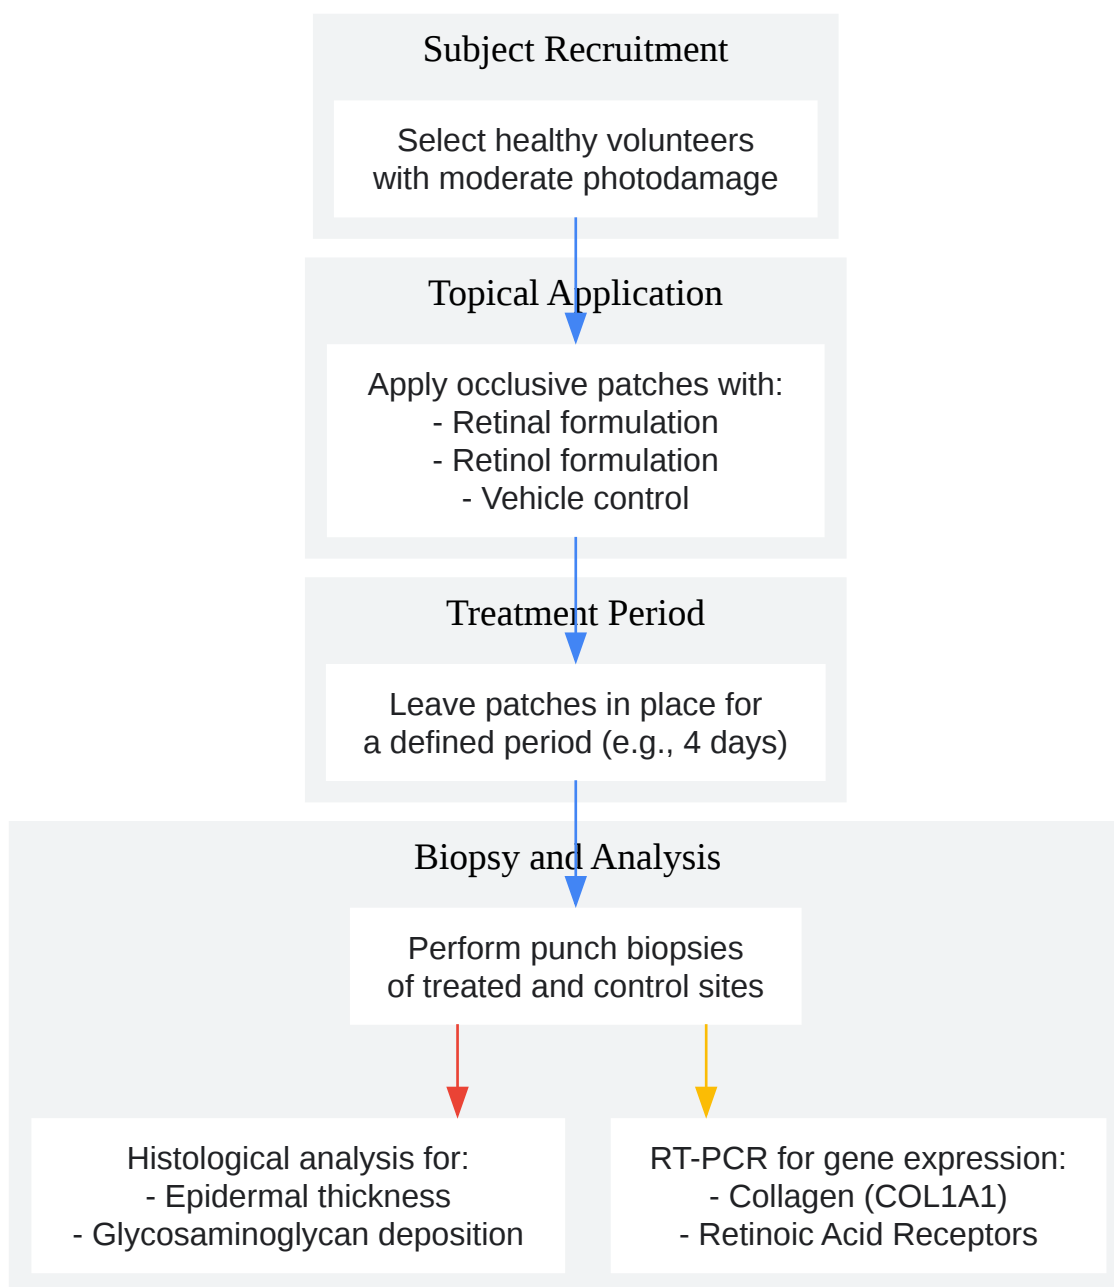 Subject Recruitment
Select healthy volunteers
with moderate photodamage
Topical Application
Apply occlusive patches with:
- Retinal formulation
- Retinol formulation
- Vehicle control
Treatment Period
Leave patches in place for
a defined period (e.g., 4 days)
Biopsy and Analysis
Perform punch biopsies
of treated and control sites
Histological analysis for:
- Epidermal thickness
- Glycosaminoglycan deposition
RT-PCR for gene expression:
- Collagen (COL1A1)
- Retinoic Acid Receptors